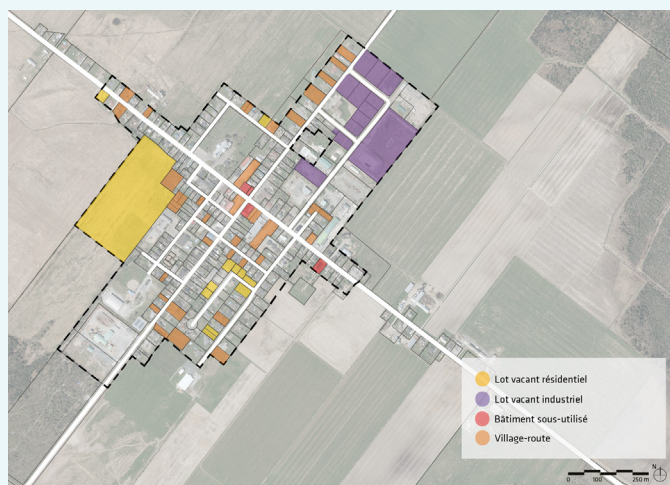 Lot vacant résidentiel
Lot vacant industriel
Bâtiment sous-utilisé
Village-route
N
0 100 250 m